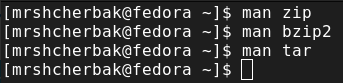 [mrshcherbak@fedora ~]$ man zip
[mrshcherbak@fedora ~]$ man bzip2
[mrshcherbak@fedora ~]$ man tar
[mrshcherbak@fedora ~]$